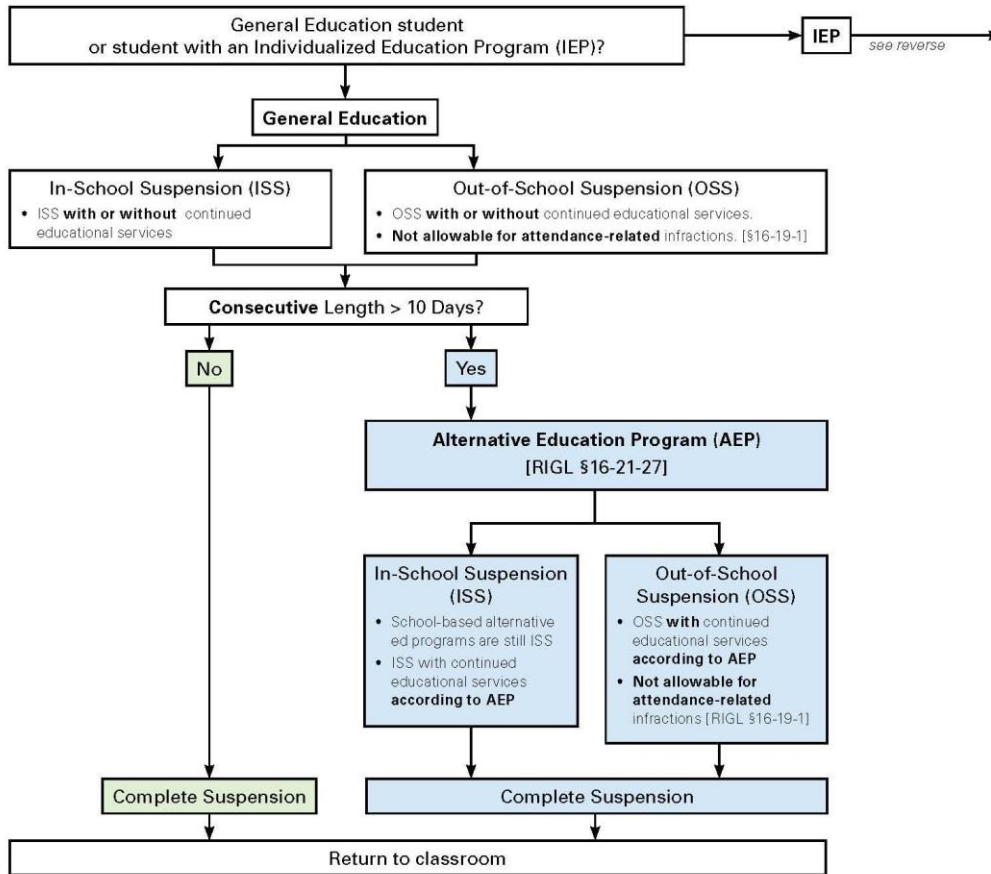 General Education student
or student with an Individualized Education Program (IEP)?
IEP
see reverse
General Education
In-School Suspension (ISS)
• ISS with or without continued
educational services
Out-of-School Suspension (OSS)
• OSS with or without continued educational services.
• Not allowable for attendance-related infractions. [§16-19-1]
Consecutive Length > 10 Days?
No
Yes
Alternative Education Program (AEP)
[RIGL §16-21-27]
In-School Suspension
(ISS)
• School-based alternative
ed programs are still ISS
• ISS with continued
educational services
according to AEP
Out-of-School
Suspension (OSS)
• OSS with continued
educational services
according to AEP
• Not allowable for
attendance-related
infractions [RIGL §16-19-1]
Complete Suspension
Complete Suspension
Return to classroom